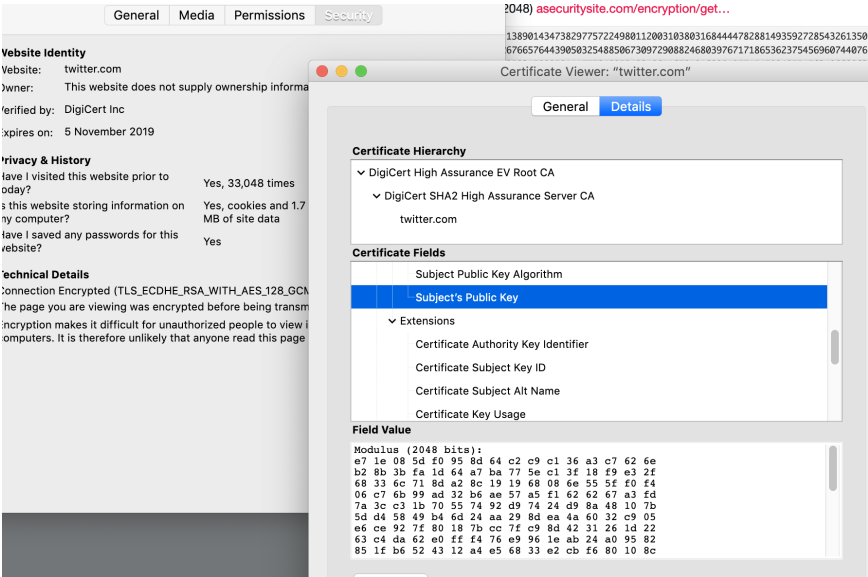 General Media Permissions Security
2048) asecuritysite.com/encryption/get...
Website Identity
Website: twitter.com
Owner: This website does not supply ownership informa
Verified by: DigiCert Inc
Expires on: 5 November 2019
Privacy & History
Have I visited this website prior to
today?
Yes, 33,048 times
Is this website storing information on
my computer?
Yes, cookies and 1.7
MB of site data
Have I saved any passwords for this
website?
Yes
Technical Details
Connection Encrypted (TLS_ECDHE_RSA_WITH_AES_128_GCM
The page you are viewing was encrypted before being transm
Encryption makes it difficult for unauthorized people to view i
computers. It is therefore unlikely that anyone read this page
Certificate Viewer: “twitter.com”
General Details
Certificate Hierarchy
DigiCert High Assurance EV Root CA
DigiCert SHA2 High Assurance Server CA
twitter.com
Certificate Fields
Subject Public Key Algorithm
Subject's Public Key
Extensions
Certificate Authority Key Identifier
Certificate Subject Key ID
Certificate Subject Alt Name
Certificate Key Usage
Field Value
Modulus (2048 bits):
e7 1e 08 5d f0 95 8d 64 c2 c9 c1 36 a3 c7 62 6e
b2 8b 3b fa 1d 64 a7 ba 77 5e c1 3f 18 f9 e3 2f
68 33 6c 71 8d a2 8c 19 19 68 08 6e 55 5f f0 f4
06 c7 6b 99 ad 32 b6 ae 57 a5 f1 62 62 67 a3 fd
7a 3c c3 1b 70 55 74 92 d9 74 24 d9 8a 48 10 7b
5d d4 58 49 b4 6d 24 aa 29 8d ea 4a 60 32 c9 05
e6 ce 92 7f 80 18 7b cc 7f c9 8d 42 31 26 1d 22
63 c4 da 62 e0 ff f4 76 e9 96 1e ab 24 a0 95 82
85 1f b6 52 43 12 a4 e5 68 33 e2 cb f6 80 10 8c